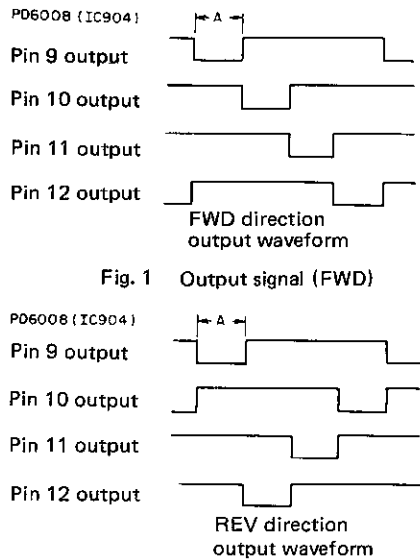 PD6008 (IC904)
A
Pin 9 output
Pin 10 output
Pin 11 output
Pin 12 output
FWD direction
output waveform
Fig. 1 Output signal (FWD)
PD6008 (IC904)
A
Pin 9 output
Pin 10 output
Pin 11 output
Pin 12 output
REV direction
output waveform